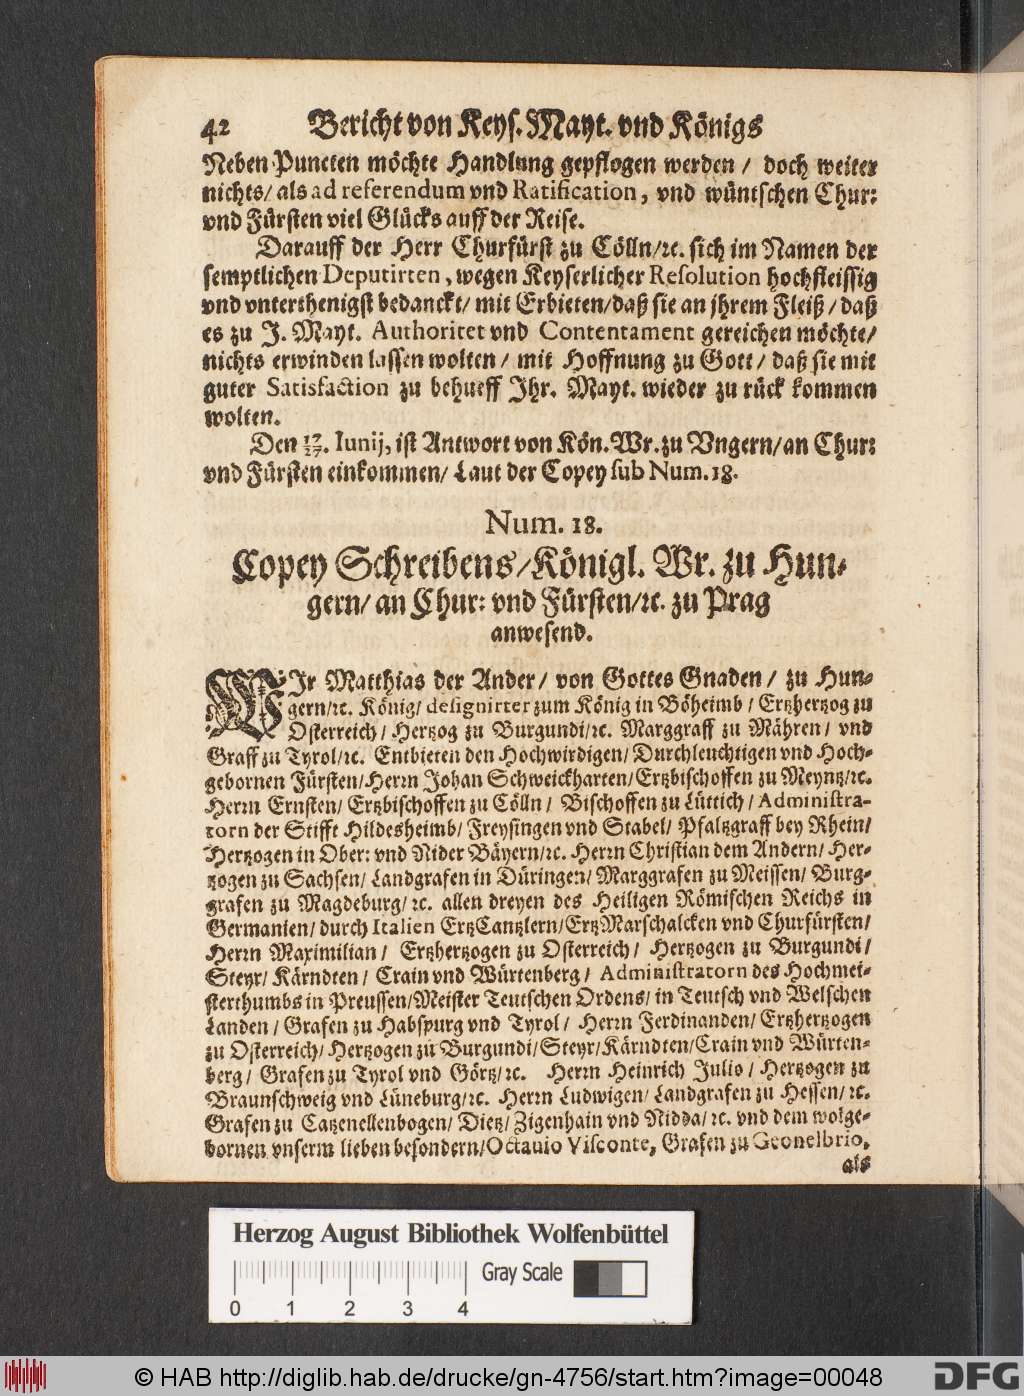 42 Bericht von Keys. Mayt. vnd Königs
Neben Puncten möchte Handlung gepflogen werden / doch weiter
nichts/ als ad referendum vnd Ratification, vnd wüntschen Chur:
vnd Fürsten viel Glücks auff der Reise.
Darauff der Herr Churfürst zu Cölln/ꝛc. sich im Namen der
semptlichen Deputirten, wegen Keyserlicher Resolution hochfleissig
vnd vnterthenigst bedanckt/ mit Erbieten/daß sie an jhrem Fleiß / daß
es zu J. Mayt. Authoritet vnd Contentament gereichen möchte/
nichts erwinden lassen wolten / mit Hoffnung zu Gott / daß sie mit
guter Satisfaction zu behueff Jhr. Mayt. wieder zu rück kommen
wolten.
Den 17/27. Iunij, ist Antwort von Kön. Wr. zu Vngern/an Chur:
vnd Fürsten einkommen/ Laut der Copey sub Num. 18.
Num. 18.
Copey Schreibens/Königl. Wr. zu Hun-
gern/ an Chur: vnd Fürsten/ꝛc. zu Prag
anwesend.
WJr Matthias der Ander/ von Gottes Gnaden / zu Hun-
gern/ꝛc. König/ designirter zum König in Böheimb / Ertzhertzog zu
Osterreich/ Hertzog zu Burgundi/ꝛc. Marggraff zu Mähren/ vnd
Graff zu Tyrol/ꝛc. Entbieten den Hochwirdigen/ Durchleuchtigen vnd Hoch-
gebornen Fürsten/Herrn Johan Schweickharten/Ertzbischoffen zu Meyntz/ꝛc.
Herrn Ernsten/ Ertzbischoffen zu Cölln / Bischoffen zu Lüttich/ Administra-
torn der Stifft Hildesheimb/ Freysingen vnd Stabel/ Pfaltzgraff bey Rhein/
Hertzogen in Ober: vnd Nider Bäyern/ꝛc. Herrn Christian dem Andern/ Her-
tzogen zu Sachsen/ Landgrafen in Düringen/ Marggrafen zu Meissen/ Burg-
grafen zu Magdeburg/ ꝛc. allen dreyen des Heiligen Römischen Reichs in
Germanien/ durch Italien ErtzCantzlern/ErtzMarschalcken vnd Churfürsten/
Herrn Maximilian / Ertzhertzogen zu Osterreich/ Hertzogen zu Burgundi/
Steyr/ Kärndten / Crain vnd Würtenberg / Administratorn des Hochmei-
sterthumbs in Preussen/Meister Teutschen Ordens/ in Teutsch vnd Welschen
Landen / Grafen zu Habspurg vnd Tyrol / Herrn Ferdinanden/ Ertzhertzogen
zu Osterreich/ Hertzogen zu Burgundi/Steyr/Kärndten/Crain vnd Würten-
berg / Grafen zu Tyrol vnd Görtz/ꝛc. Herrn Heinrich Julio / Hertzogen zu
Braunschweig vnd Lüneburg/ꝛc. Herrn Ludwigen/ Landgrafen zu Hessen/ ꝛc.
Grafen zu Catzenellenbogen/ Dietz/ Zigenhain vnd Nidda/ ꝛc. vnd dem wolge-
bornen vnserm lieben besondern/Octauio Visconte, Grafen zu Geonelbrio,
als
Herzog August Bibliothek Wolfenbüttel
Gray Scale
0 1 2 3 4
© HAB http://diglib.hab.de/drucke/gn-4756/start.htm?image=00048
DFG